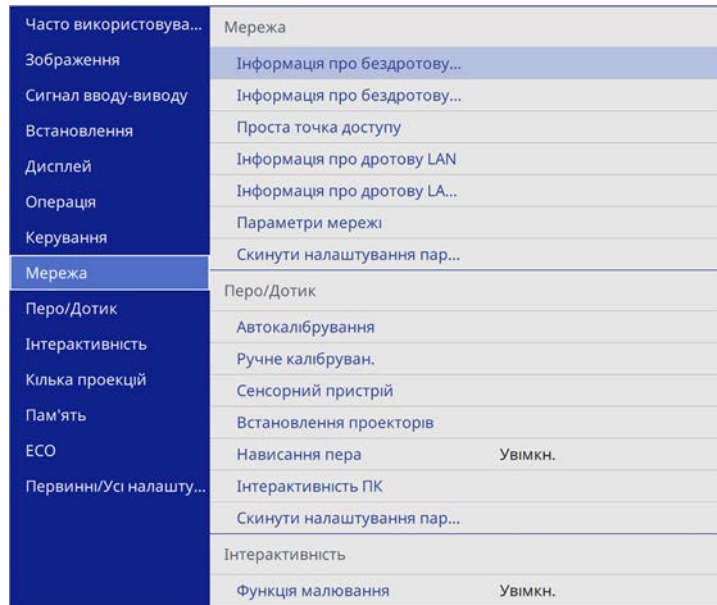 Часто використовува...
Зображення
Сигнал вводу-виводу
Встановлення
Дисплей
Операція
Керування
Мережа
Перо/Дотик
Інтерактивність
Кілька проекцій
Пам'ять
ECO
Первинні/Усі налашту...
Мережа
Інформація про бездротову...
Інформація про бездротову...
Проста точка доступу
Інформація про дротову LAN
Інформація про дротову LA...
Параметри мережі
Скинути налаштування пар...
Перо/Дотик
Автокалібрування
Ручне калібруван.
Сенсорний пристрій
Встановлення проекторів
Нависання пера Увімкн.
Інтерактивність ПК
Скинути налаштування пар...
Інтерактивність
Функція малювання Увімкн.